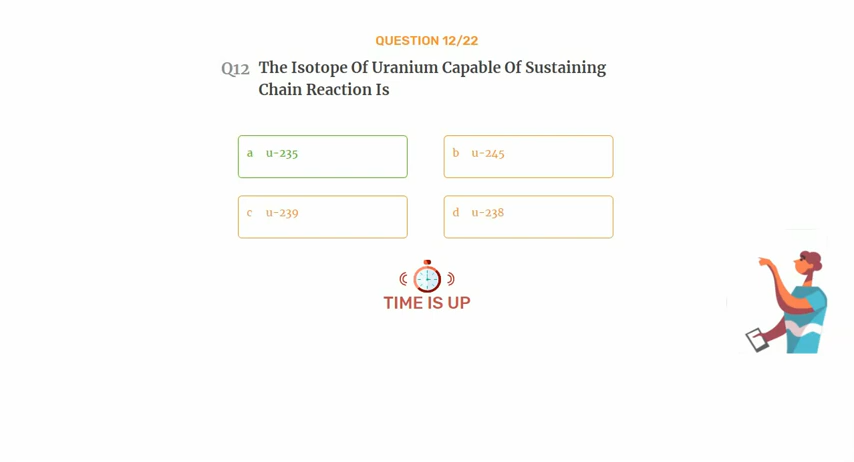 QUESTION 12/22
Q12 The Isotope Of Uranium Capable Of Sustaining
Chain Reaction Is
a u-235
b u-245
c u-239
d u-238
TIME IS UP